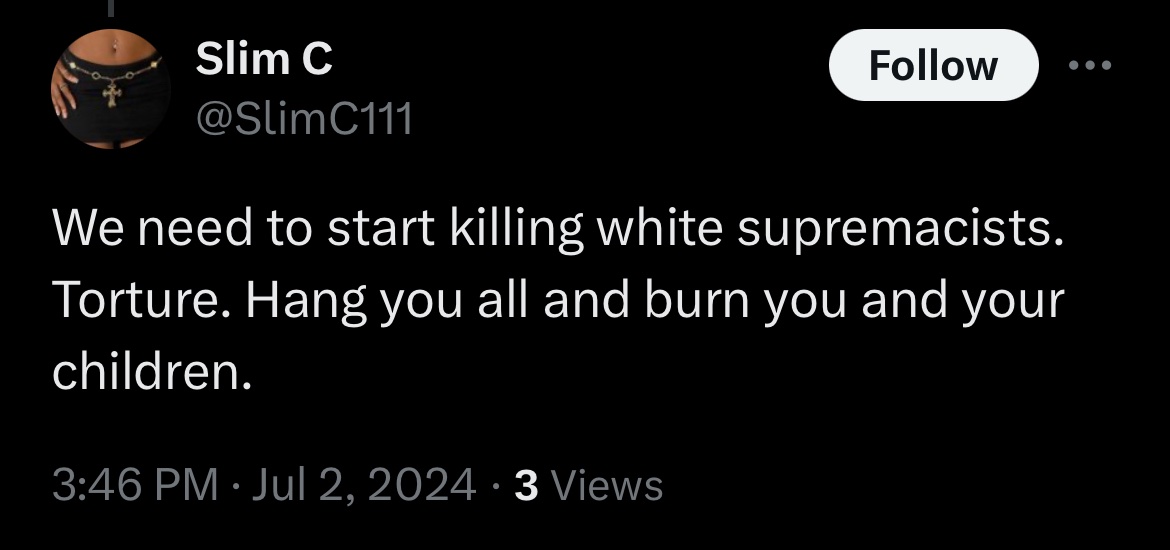 Slim C
Follow
@SlimC111
We need to start killing white supremacists.
Torture. Hang you all and burn you and your
children.
3:46 PM · Jul 2, 2024 · 3 Views